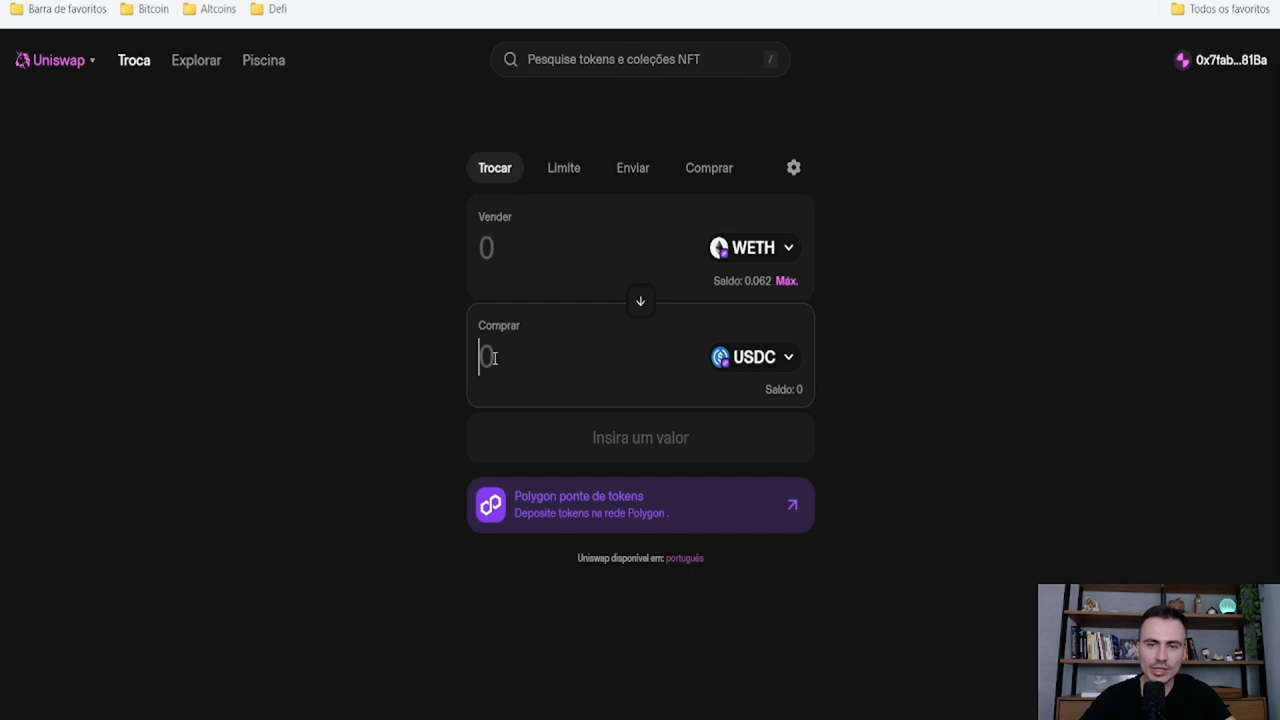 Barra de favoritos Bitcoin Altcoins Defi Todos os favoritos
Uniswap Troca Explorar Piscina Pesquise tokens e coleções NFT / 0x7fab...81Ba
Trocar Limite Enviar Comprar
Vender
0 WETH
Saldo: 0.062 Máx.
Comprar
0 USDC
Saldo: 0
Insira um valor
Polygon ponte de tokens
Deposite tokens na rede Polygon .
Uniswap disponível em: português